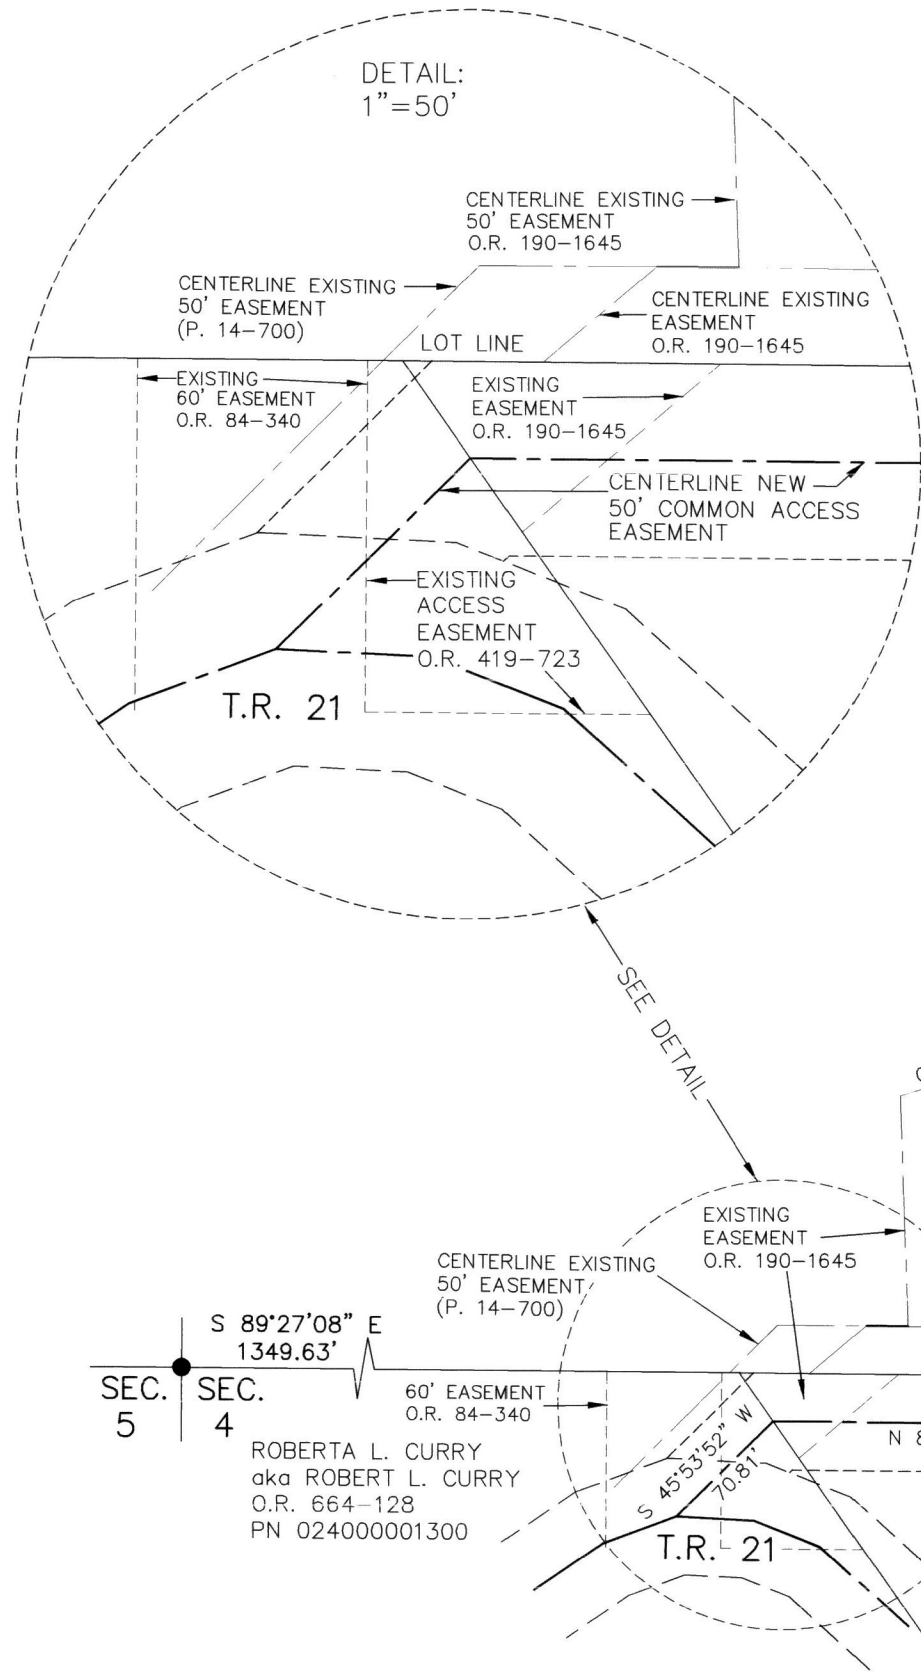 DETAIL:
1"=50'
CENTERLINE EXISTING
50' EASEMENT
O.R. 190-1645
CENTERLINE EXISTING
50' EASEMENT
(P. 14-700)
CENTERLINE EXISTING
EASEMENT
O.R. 190-1645
LOT LINE
EXISTING
60' EASEMENT
O.R. 84-340
EXISTING
EASEMENT
O.R. 190-1645
CENTERLINE NEW
50' COMMON ACCESS
EASEMENT
EXISTING
ACCESS
EASEMENT
O.R. 419-723
T.R. 21
SEE DETAIL
EXISTING
EASEMENT
O.R. 190-1645
CENTERLINE EXISTING
50' EASEMENT
(P. 14-700)
S 89°27'08" E
1349.63'
SEC. 5
SEC. 4
60' EASEMENT
O.R. 84-340
S 45°53'52" W
70.81'
N 8
ROBERTA L. CURRY
aka ROBERT L. CURRY
O.R. 664-128
PN 024000001300
T.R. 21